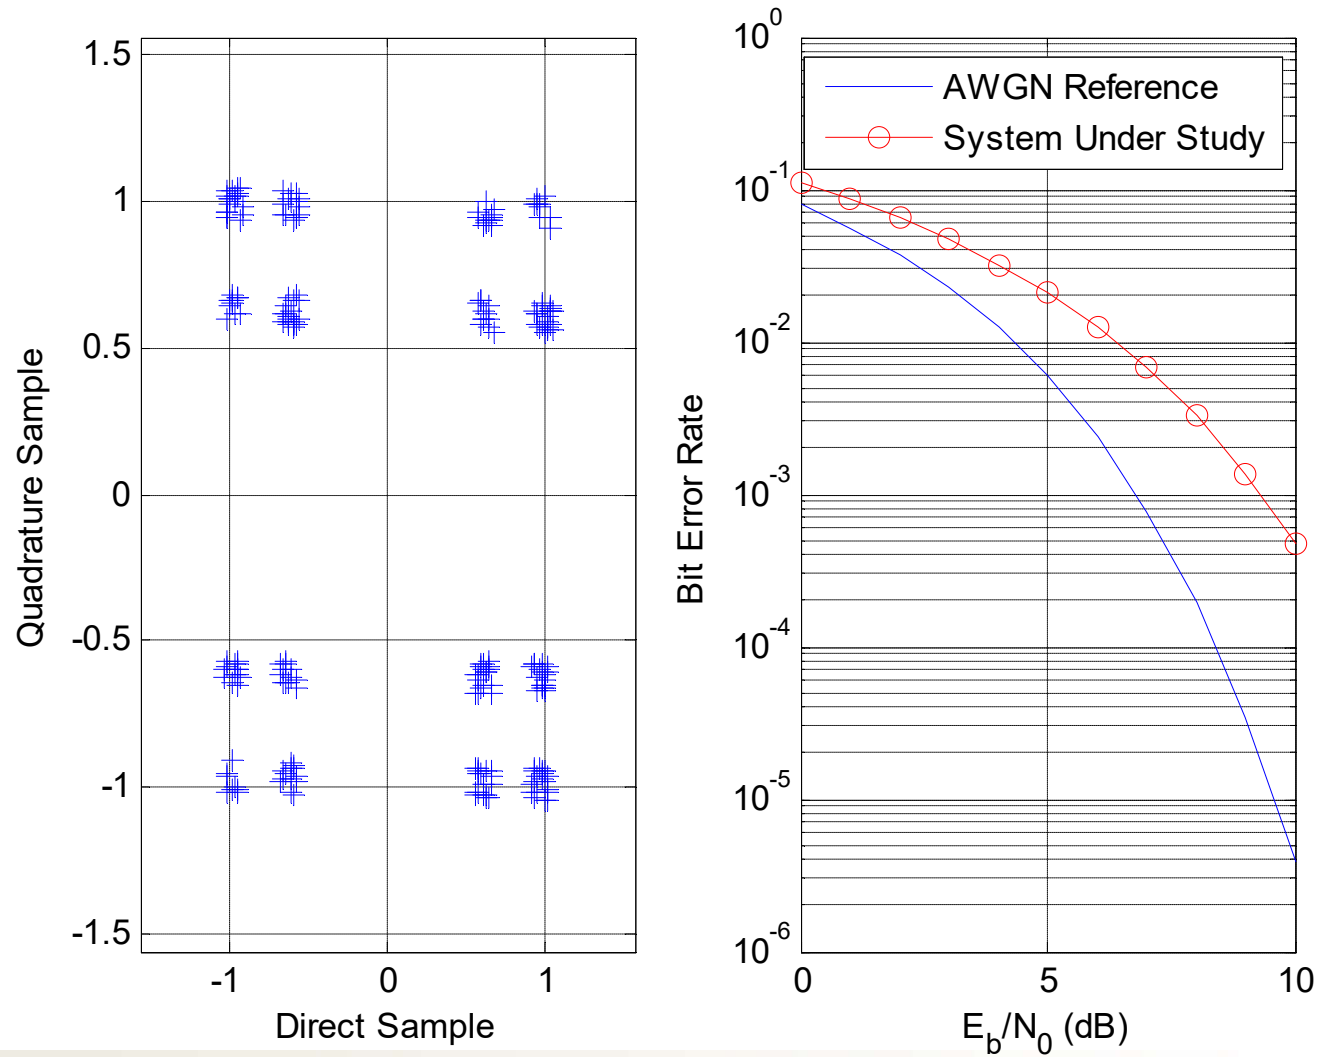 1.5
1
0.5
0
-0.5
-1
-1.5
Quadrature Sample
-1 0 1
Direct Sample
10^0
10^-1
10^-2
10^-3
10^-4
10^-5
10^-6
Bit Error Rate
AWGN Reference
System Under Study
0 5 10
E_b/N_0 (dB)